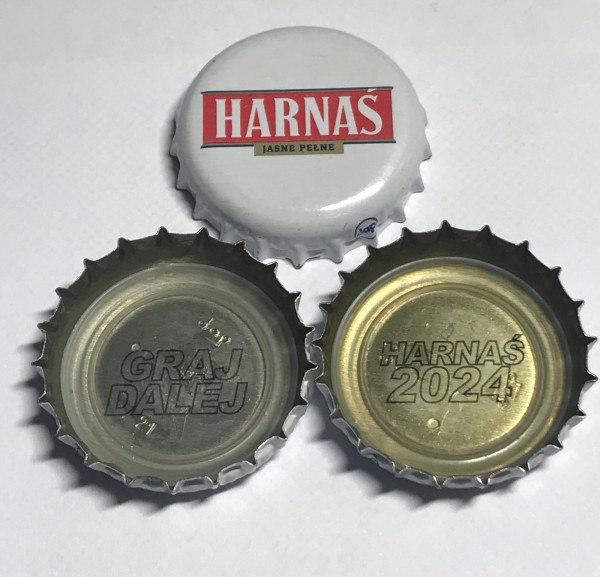 HARNAŚ
JASNE PEŁNE
GRAJ
DALEJ
HARNAŚ
2024